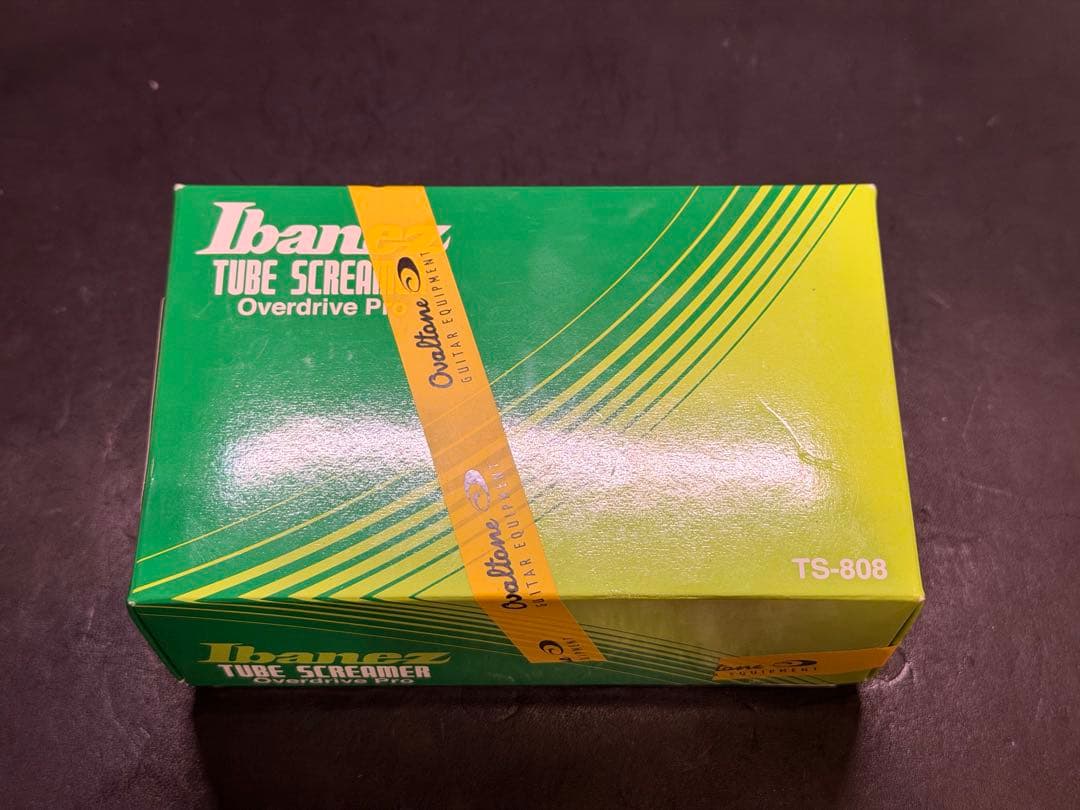 Ibanez
TUBE SCREAMER
Overdrive Pro
Ovaltone
GUITAR EQUIPMENT
Ovaltone
GUITAR EQUIPMENT
TS-808
Ibanez
TUBE SCREAMER
Overdrive Pro
EQUIPMENT